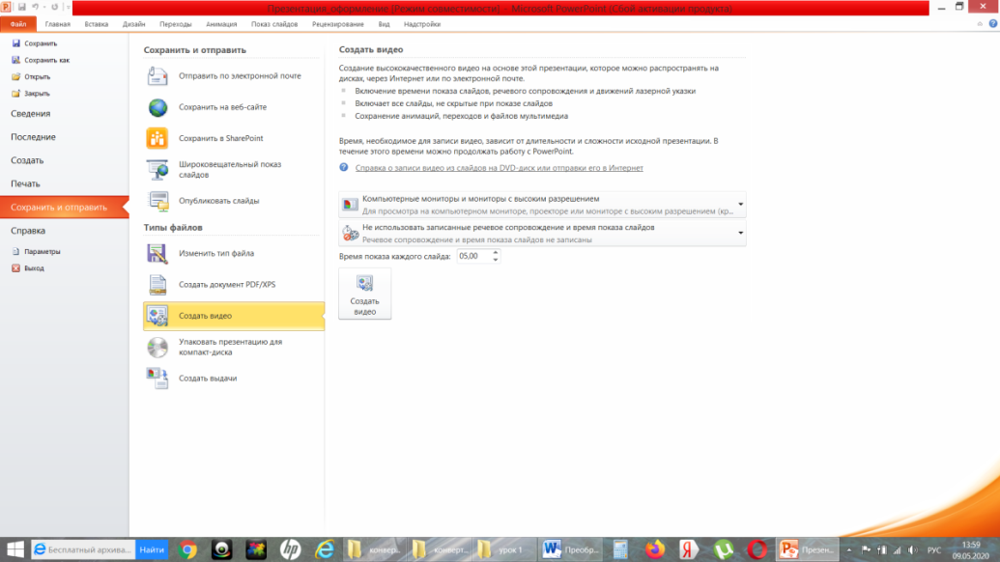 Презентация_оформление [Режим совместимости] - Microsoft PowerPoint (Сбой активации продукта)
Файл Главная Вставка Дизайн Переходы Анимация Показ слайдов Рецензирование Вид Надстройки
Сохранить
Сохранить как
Открыть
Закрыть
Сведения
Последние
Создать
Печать
Сохранить и отправить
Справка
Параметры
Выход
Сохранить и отправить
Отправить по электронной почте
Сохранить на веб-сайте
Сохранить в SharePoint
Широковещательный показ
слайдов
Опубликовать слайды
Типы файлов
Изменить тип файла
Создать документ PDF/XPS
Создать видео
Упаковать презентацию для
компакт-диска
Создать выдачи
Создать видео
Создание высококачественного видео на основе этой презентации, которое можно распространять на
дисках, через Интернет или по электронной почте.
Включение времени показа слайдов, речевого сопровождения и движений лазерной указки
Включает все слайды, не скрытые при показе слайдов
Сохранение анимаций, переходов и файлов мультимедиа
Время, необходимое для записи видео, зависит от длительности и сложности исходной презентации. В
течение этого времени можно продолжать работу с PowerPoint.
Справка о записи видео из слайдов на DVD-диск или отправки его в Интернет
Компьютерные мониторы и мониторы с высоким разрешением
Для просмотра на компьютерном мониторе, проекторе или мониторе с высоким разрешением (кр...
Не использовать записанные речевое сопровождение и время показа слайдов
Речевое сопровождение и время показа слайдов не записаны
Время показа каждого слайда: 05,00
Создать
видео
Бесплатный архива... Найти hp конвер... конверт... урок 1 Преобр... Презен... РУС
13:59
09.05.2020